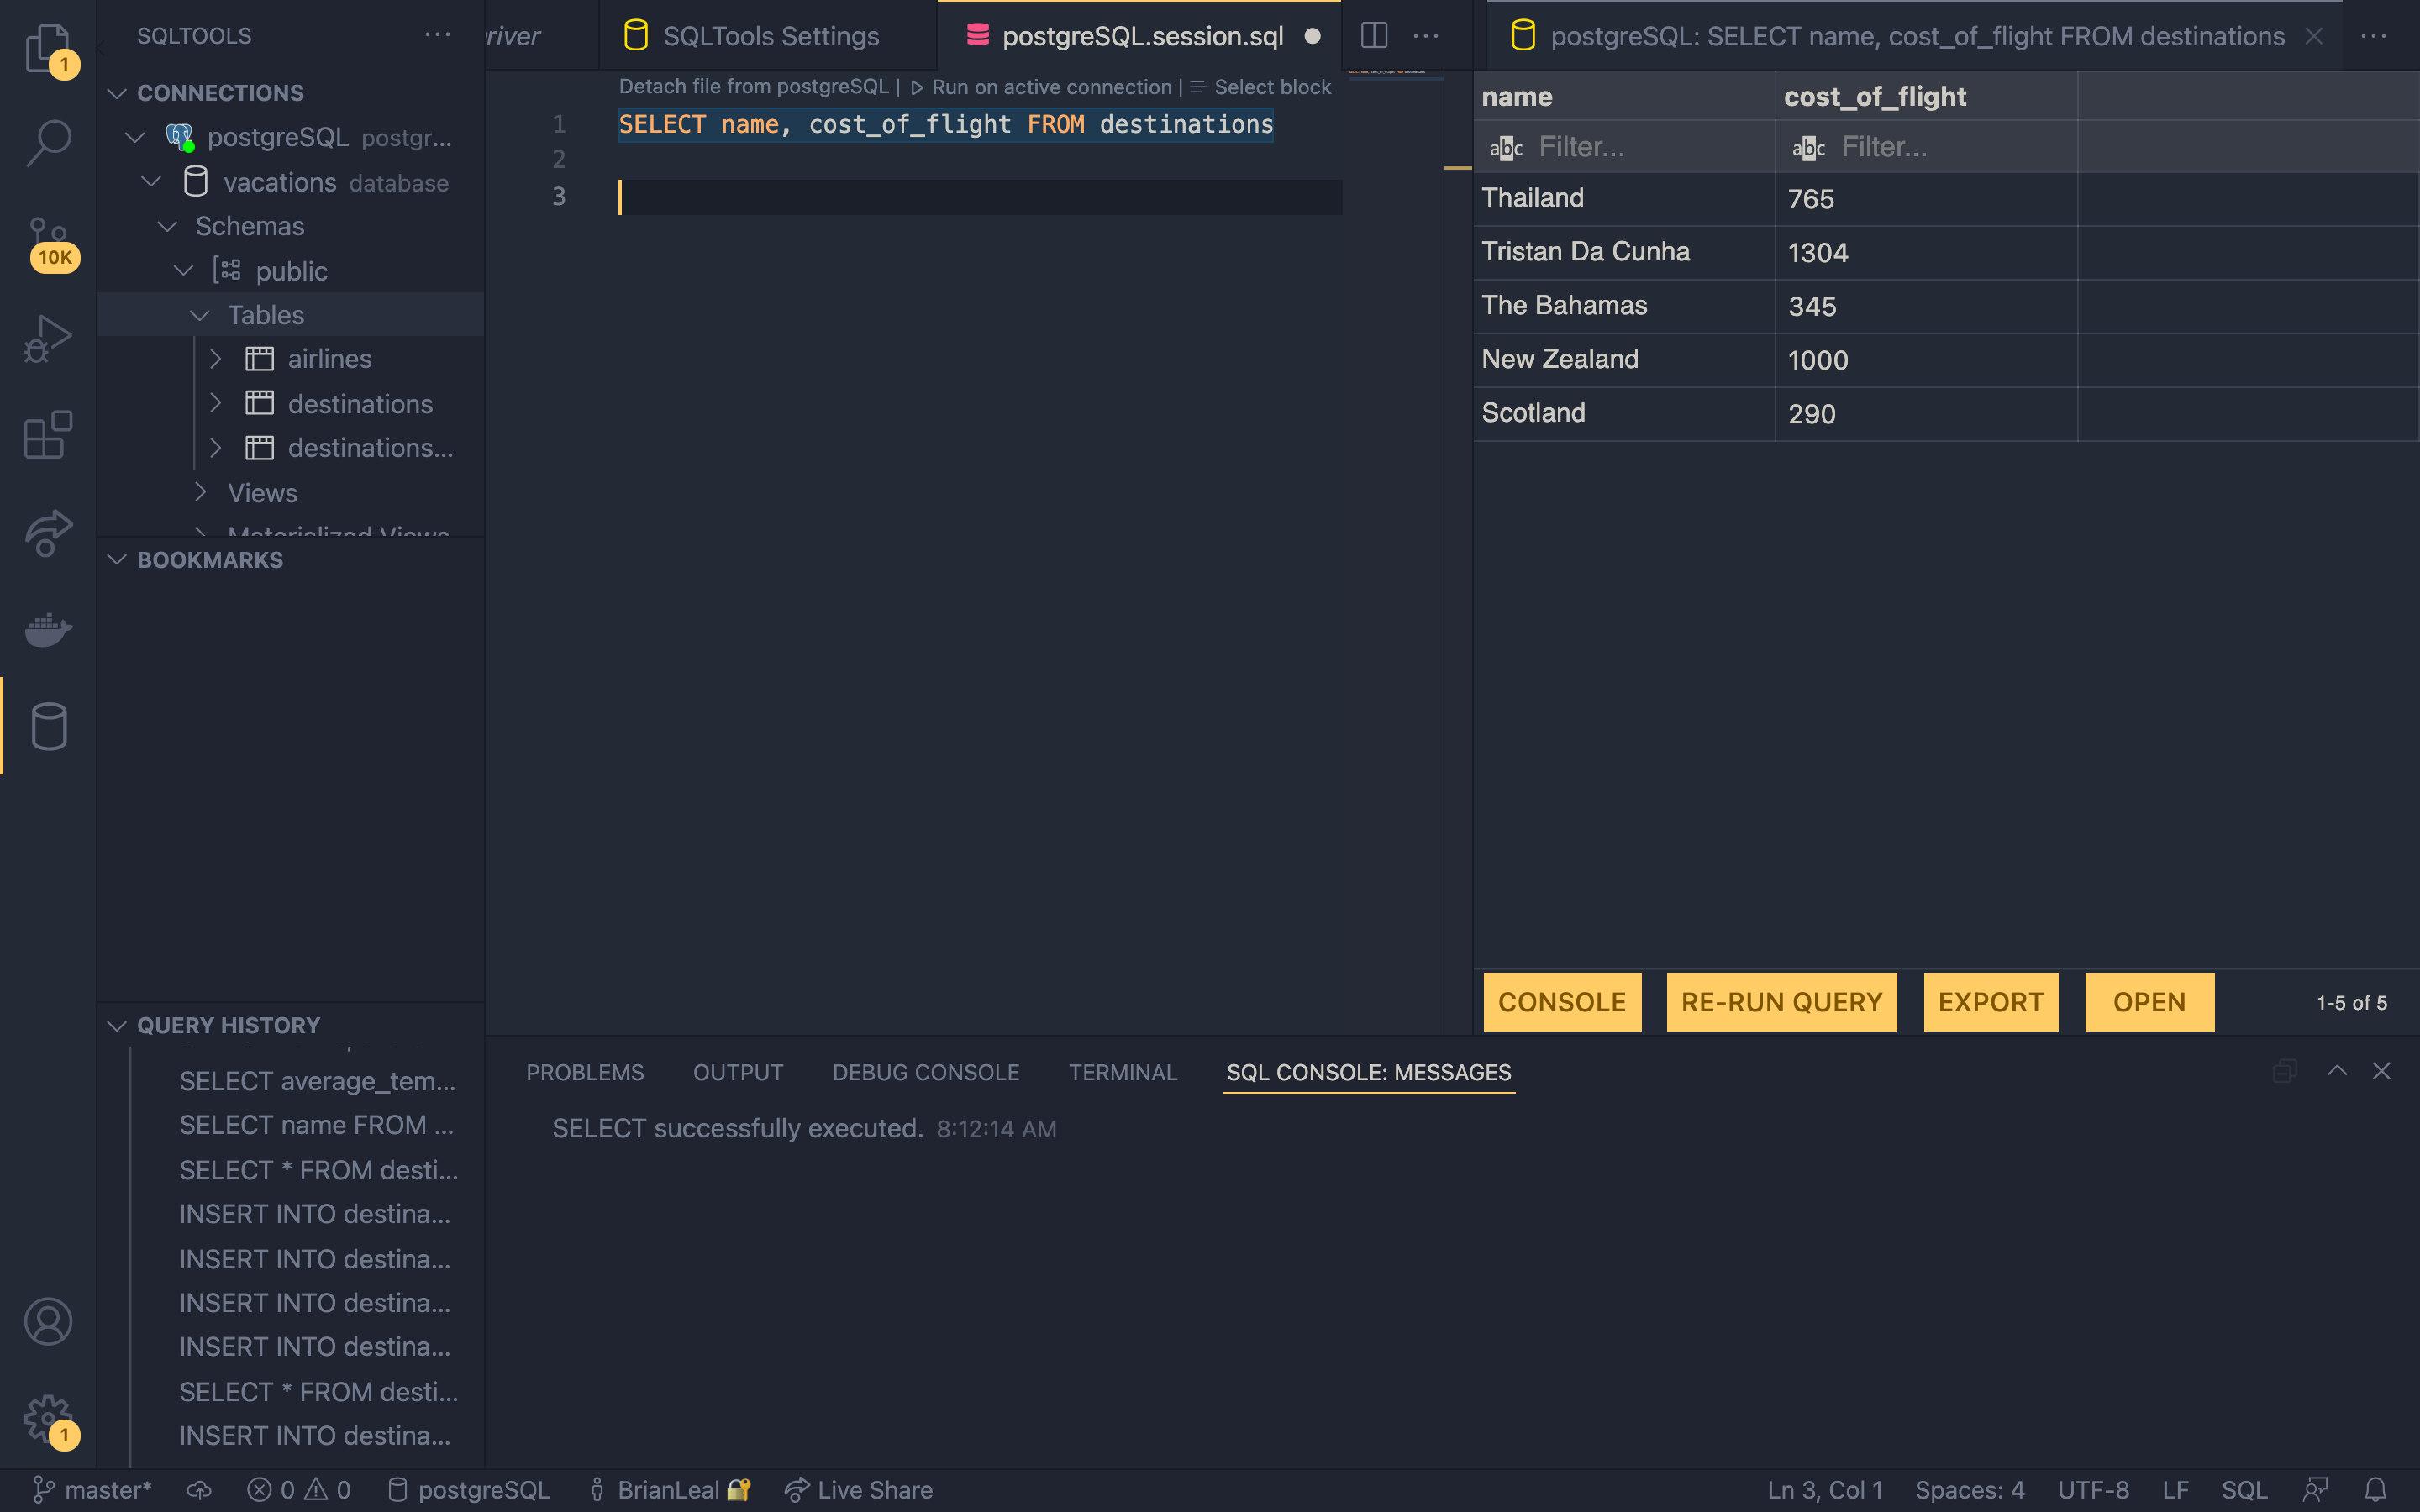 SQLTOOLS ···
river
SQLTools Settings
postgreSQL.session.sql
postgreSQL: SELECT name, cost_of_flight FROM destinations
1
CONNECTIONS
postgreSQL postgr...
vacations database
Schemas
public
Tables
airlines
destinations
destinations...
Views
Materialized Views
BOOKMARKS
10K
Detach file from postgreSQL | Run on active connection | Select block
1 SELECT name, cost_of_flight FROM destinations
2
3
name cost_of_flight
abc Filter... abc Filter...
Thailand 765
Tristan Da Cunha 1304
The Bahamas 345
New Zealand 1000
Scotland 290
CONSOLE RE-RUN QUERY EXPORT OPEN 1-5 of 5
QUERY HISTORY
SELECT average_tem...
SELECT name FROM ...
SELECT * FROM desti...
INSERT INTO destina...
INSERT INTO destina...
INSERT INTO destina...
INSERT INTO destina...
SELECT * FROM desti...
INSERT INTO destina...
1
PROBLEMS OUTPUT DEBUG CONSOLE TERMINAL SQL CONSOLE: MESSAGES
SELECT successfully executed. 8:12:14 AM
master* 0 0 postgreSQL BrianLeal Live Share Ln 3, Col 1 Spaces: 4 UTF-8 LF SQL